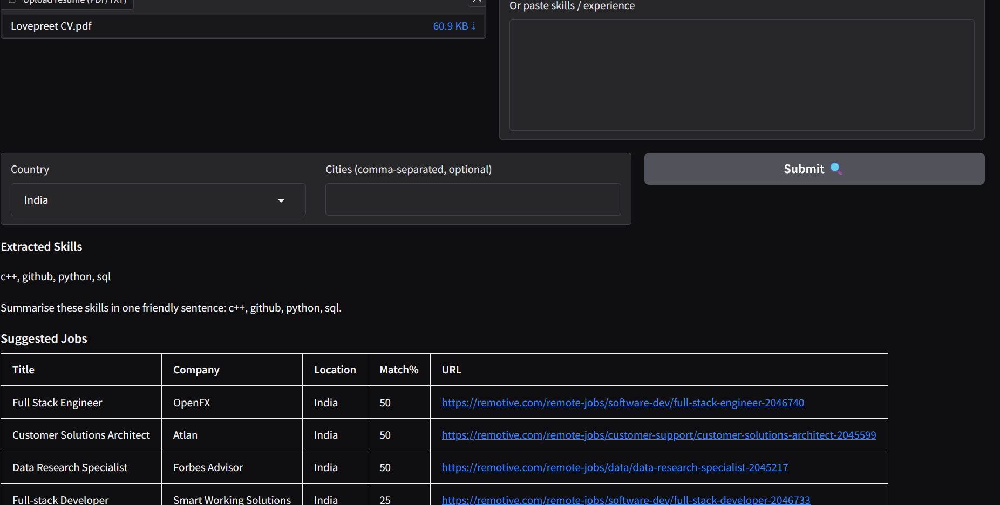 Upload resume (PDF/TXT)
Lovepreet CV.pdf 60.9 KB ⇣
Or paste skills / experience
Country
India
Cities (comma-separated, optional)
Submit 🔍
Extracted Skills
c++, github, python, sql
Summarise these skills in one friendly sentence: c++, github, python, sql.
Suggested Jobs
Title Company Location Match% URL
Full Stack Engineer OpenFX India 50 https://remotive.com/remote-jobs/software-dev/full-stack-engineer-2046740
Customer Solutions Architect Atlan India 50 https://remotive.com/remote-jobs/customer-support/customer-solutions-architect-2045599
Data Research Specialist Forbes Advisor India 50 https://remotive.com/remote-jobs/data/data-research-specialist-2045217
Full-stack Developer Smart Working Solutions India 25 https://remotive.com/remote-jobs/software-dev/full-stack-developer-2046733